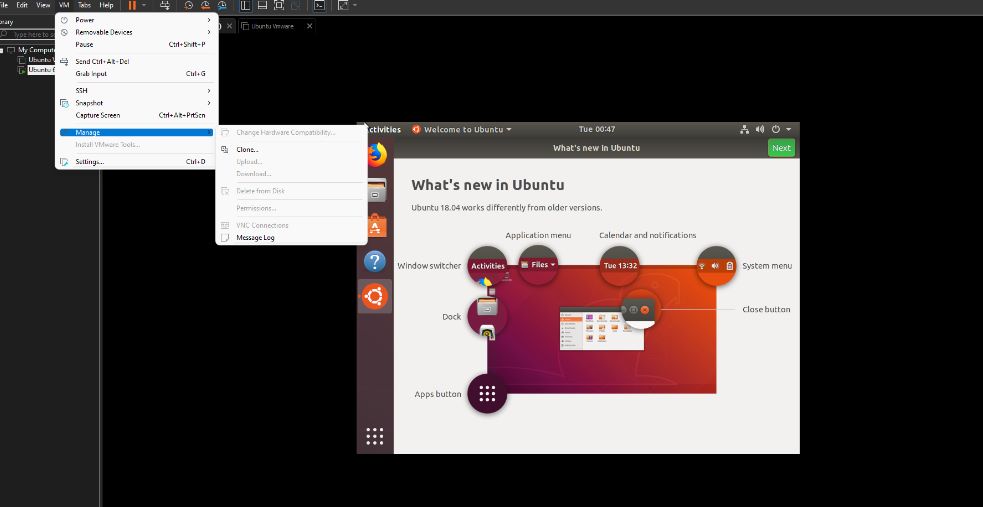 File Edit View VM Tabs Help
Library
Type here to s
My Compute
Ubuntu V
Ubuntu 6
Ubuntu Vmware
Power
Removable Devices
Pause Ctrl+Shift+P
Send Ctrl+Alt+Del
Grab Input Ctrl+G
SSH
Snapshot
Capture Screen Ctrl+Alt+PrtScn
Manage
Install VMware Tools...
Settings... Ctrl+D
Change Hardware Compatibility...
Clone...
Upload...
Download...
Delete from Disk
Permissions...
VNC Connections
Message Log
Activities Welcome to Ubuntu Tue 00:47
What's new in Ubuntu Next
What's new in Ubuntu
Ubuntu 18.04 works differently from older versions.
Application menu Calendar and notifications
Window switcher Activities Files Tue 13:32 System menu
Dock Close button
Apps button